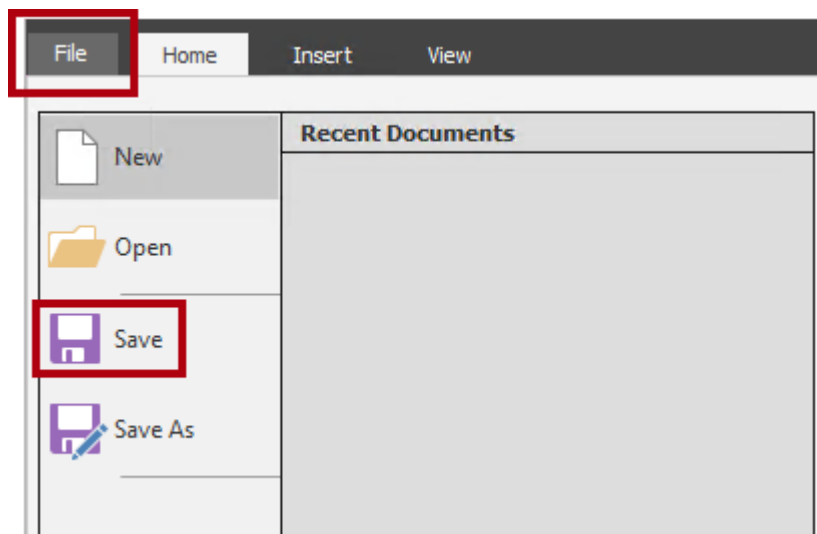 File Home Insert View
Recent Documents
New
Open
Save
Save As